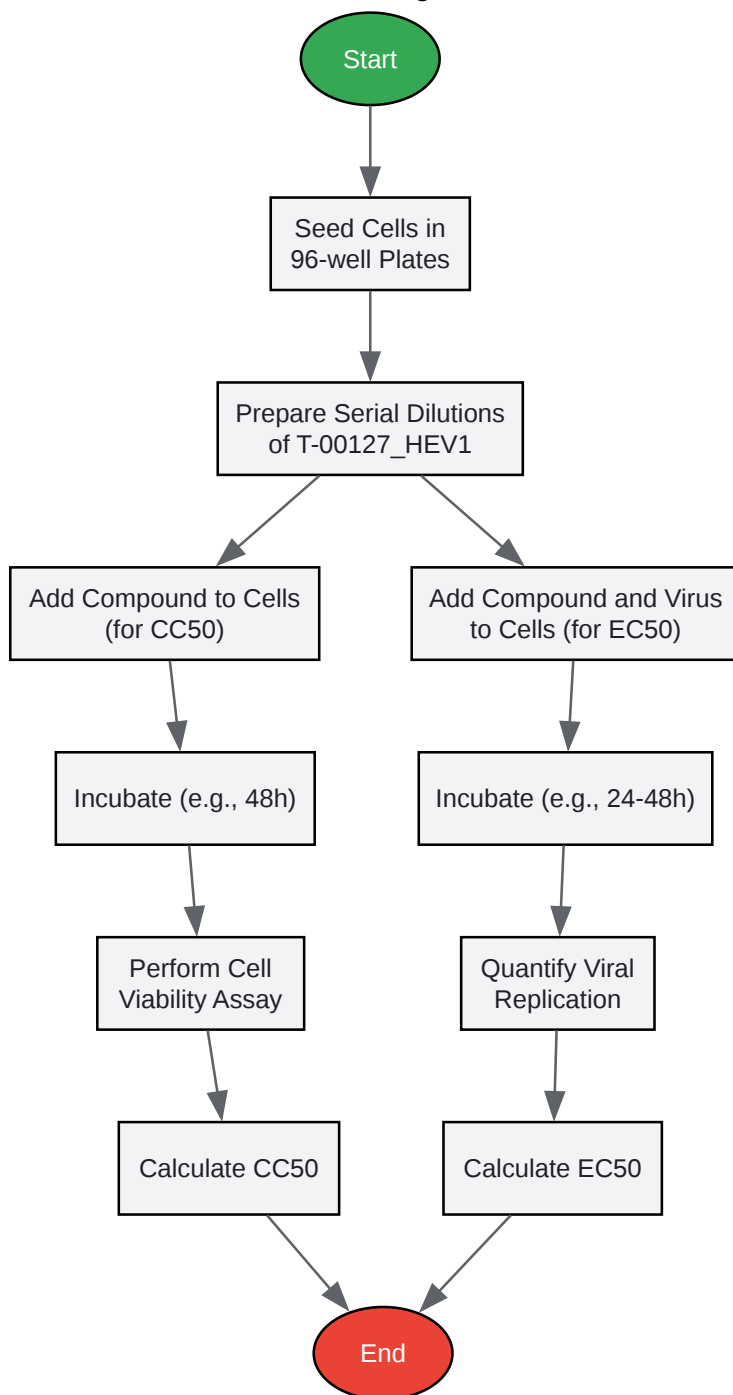 Start
Seed Cells in
96-well Plates
Prepare Serial Dilutions
of T-00127_HEV1
Add Compound to Cells
(for CC50)
Add Compound and Virus
to Cells (for EC50)
Incubate (e.g., 48h)
Incubate (e.g., 24-48h)
Perform Cell
Viability Assay
Quantify Viral
Replication
Calculate CC50
Calculate EC50
End